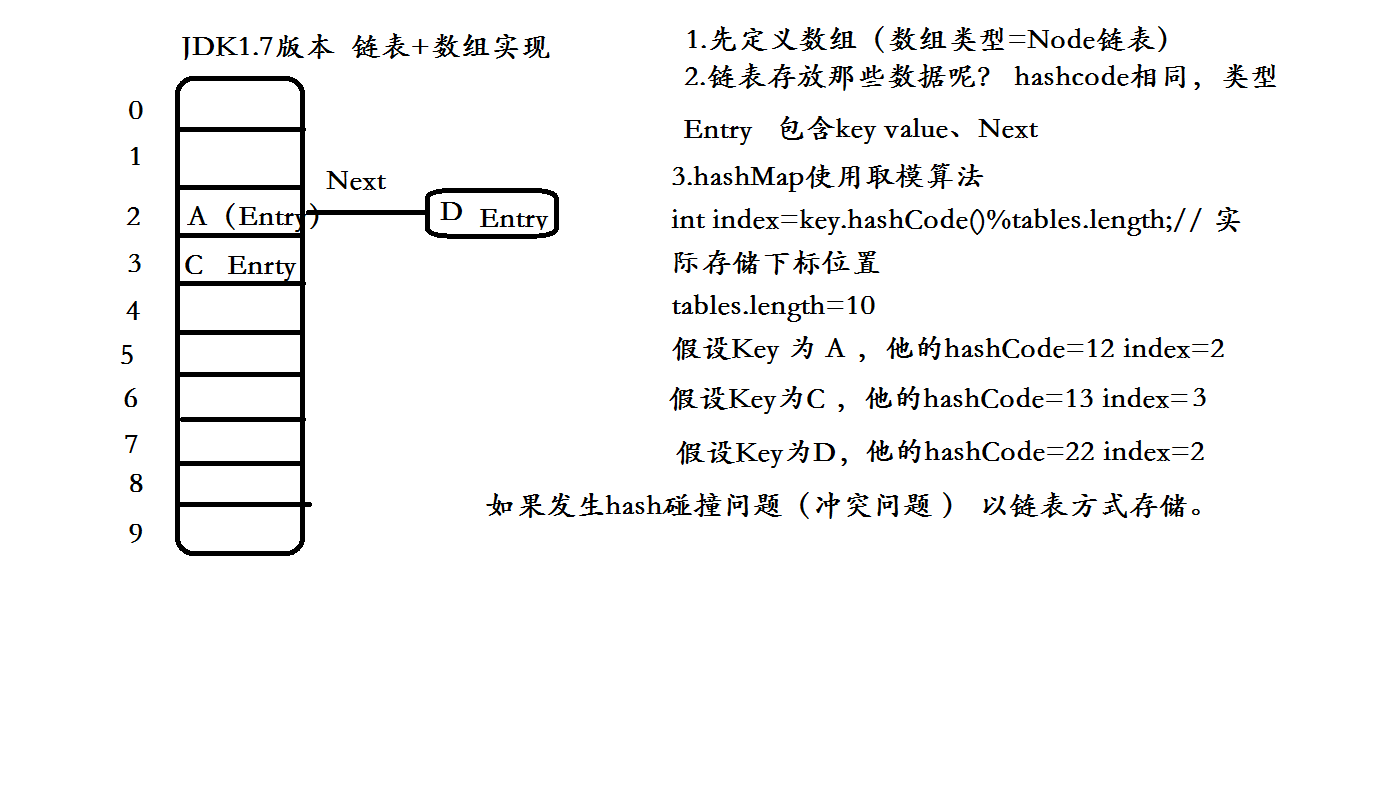 JDK1.7版本 链表+数组实现
0
1
2
3
4
5
6
7
8
9
A（Entry）
Next
D Entry
C Enrty
1.先定义数组（数组类型=Node链表）
2.链表存放那些数据呢？ hashcode相同，类型
Entry 包含key value、Next
3.hashMap使用取模算法
int index=key.hashCode()%tables.length;// 实
际存储下标位置
tables.length=10
假设Key 为 A ，他的hashCode=12 index=2
假设Key为C ，他的hashCode=13 index=3
假设Key为D，他的hashCode=22 index=2
如果发生hash碰撞问题（冲突问题 ） 以链表方式存储。